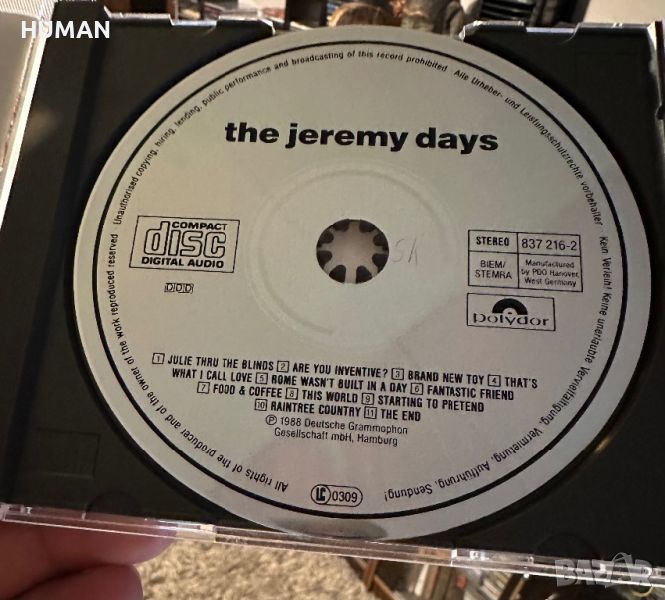 HUMAN
Unauthorised copying, hiring, lending, public performance and broadcasting of this record prohibited
Alle Urheber- und Leistungsschutzrechte vorbehalten
Kein Verleih! Keine unerlaubte Vervielfältigung, Vermietung, Aufführung, Sendung!
All rights of the producer and of the owner of the work reproduced reserved
the jeremy days
COMPACT
disc
DIGITAL AUDIO
DDD
SK
STEREO 837 216-2
BIEM/
STEMRA
Manufactured
by PDO Hanover,
West Germany
polydor
1 JULIE THRU THE BLINDS 2 ARE YOU INVENTIVE? 3 BRAND NEW TOY 4 THAT'S
WHAT I CALL LOVE 5 ROME WASN'T BUILT IN A DAY 6 FANTASTIC FRIEND
7 FOOD & COFFEE 8 THIS WORLD 9 STARTING TO PRETEND
10 RAINTREE COUNTRY 11 THE END
℗ 1988 Deutsche Grammophon
Gesellschaft mbH, Hamburg
LC 0309
BAZAR